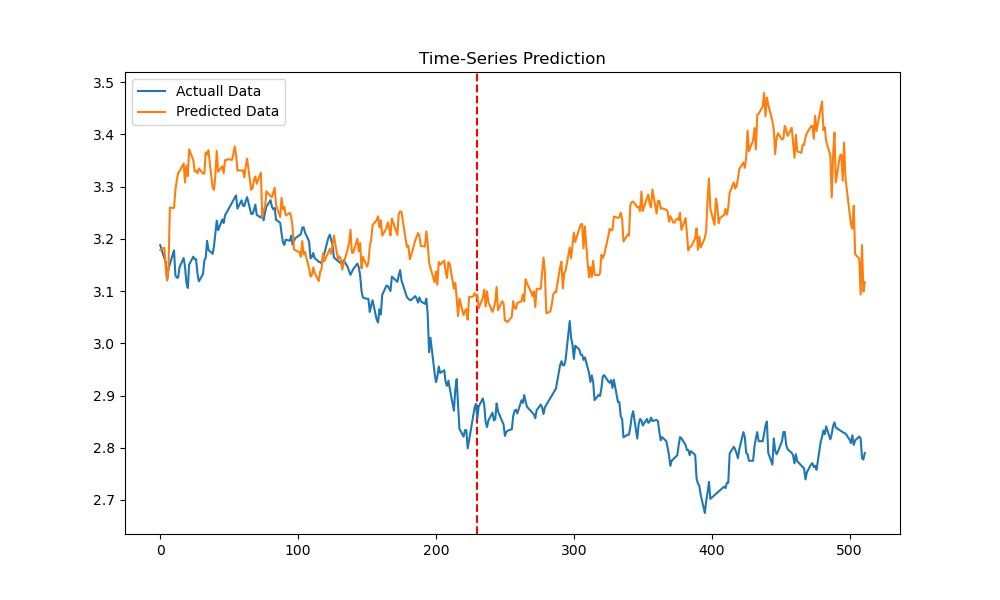 Time-Series Prediction
Actuall Data
Predicted Data
3.5
3.4
3.3
3.2
3.1
3.0
2.9
2.8
2.7
0 100 200 300 400 500